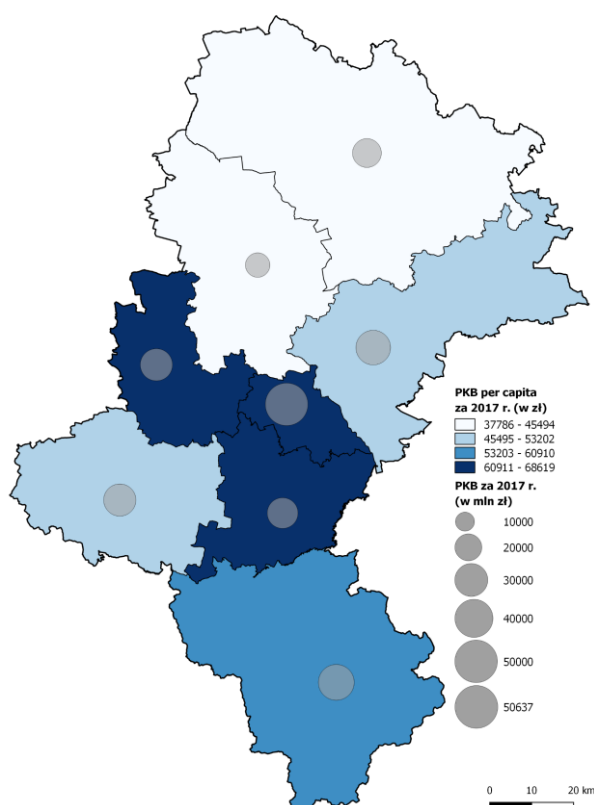 PKB per capita
za 2017 r. (w zł)
37786 - 45494
45495 - 53202
53203 - 60910
60911 - 68619
PKB za 2017 r.
(w mln zł)
10000
20000
30000
40000
50000
50637
0 10 20 km